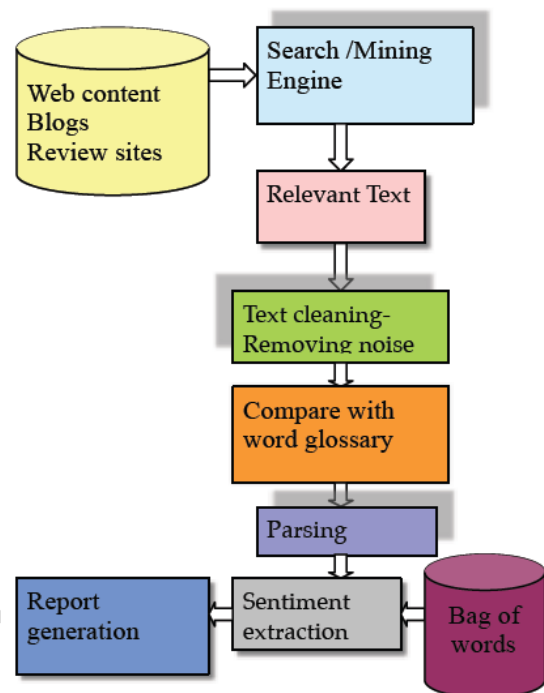 Web content
Blogs
Review sites
Search /Mining
Engine
Relevant Text
Text cleaning-
Removing noise
Compare with
word glossary
Parsing
Report
generation
Sentiment
extraction
Bag of
words